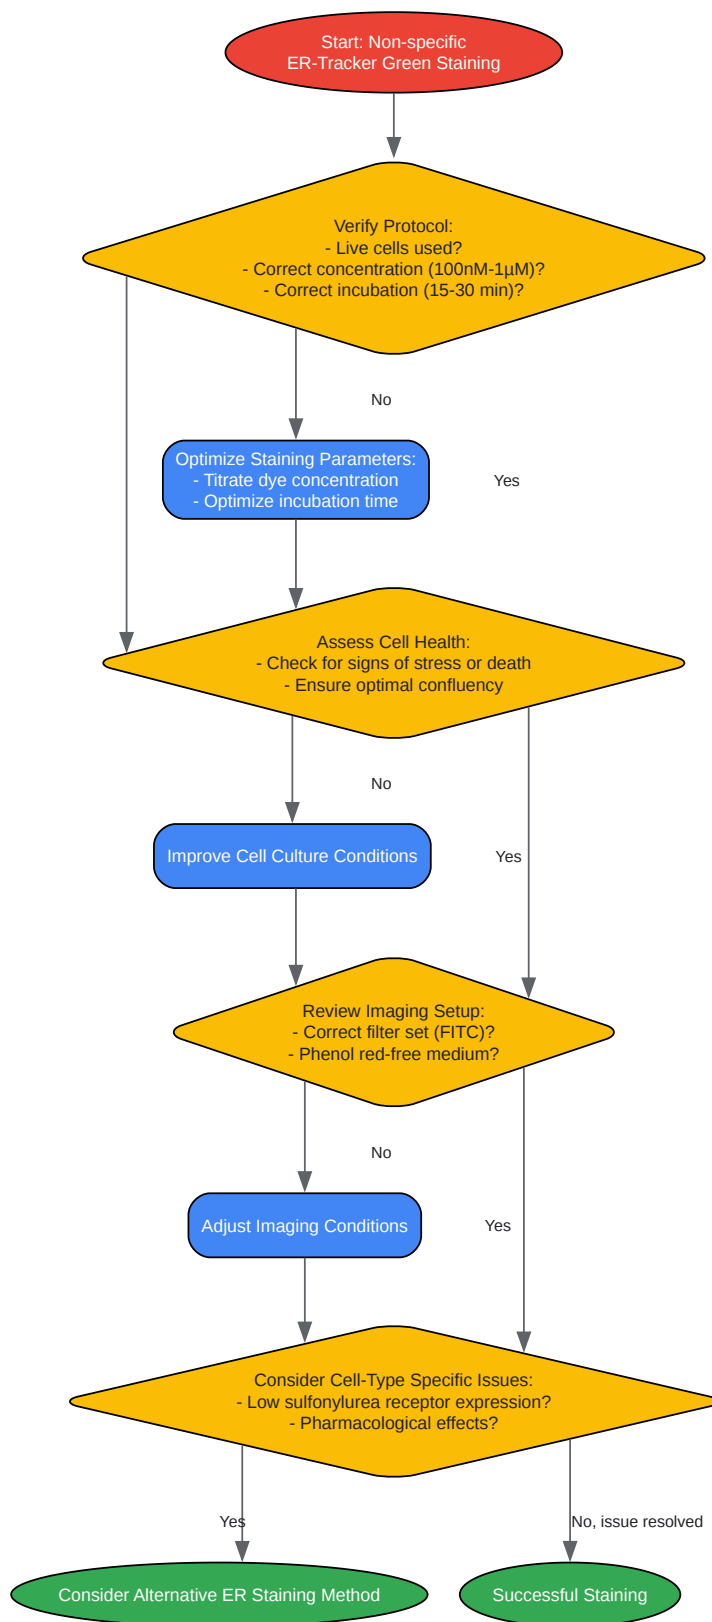 Start: Non-specific
ER-Tracker Green Staining
Verify Protocol:
- Live cells used?
- Correct concentration (100nM-1µM)?
- Correct incubation (15-30 min)?
No
Optimize Staining Parameters:
- Titrate dye concentration
- Optimize incubation time
Yes
Assess Cell Health:
- Check for signs of stress or death
- Ensure optimal confluency
No
Improve Cell Culture Conditions
Yes
Review Imaging Setup:
- Correct filter set (FITC)?
- Phenol red-free medium?
No
Adjust Imaging Conditions
Yes
Consider Cell-Type Specific Issues:
- Low sulfonylurea receptor expression?
- Pharmacological effects?
Yes
No, issue resolved
Consider Alternative ER Staining Method
Successful Staining